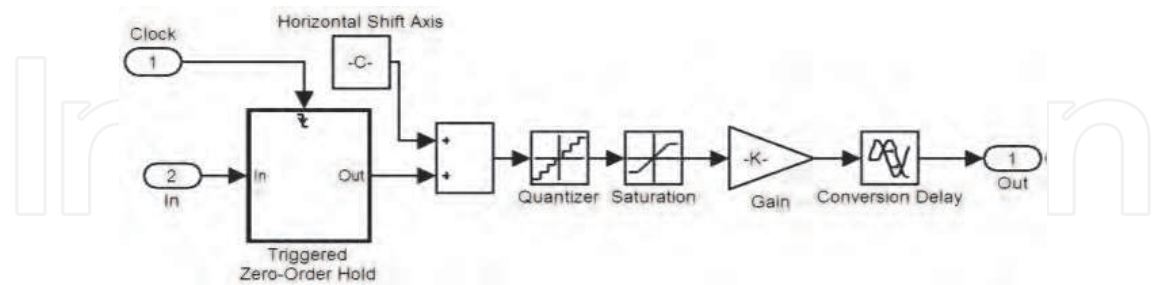 Horizontal Shift Axis
Clock
1
-C-
+
+
2
In
In
Out
Quantizer
Saturation
-K-
Gain
Conversion Delay
1
Out
Triggered
Zero-Order Hold